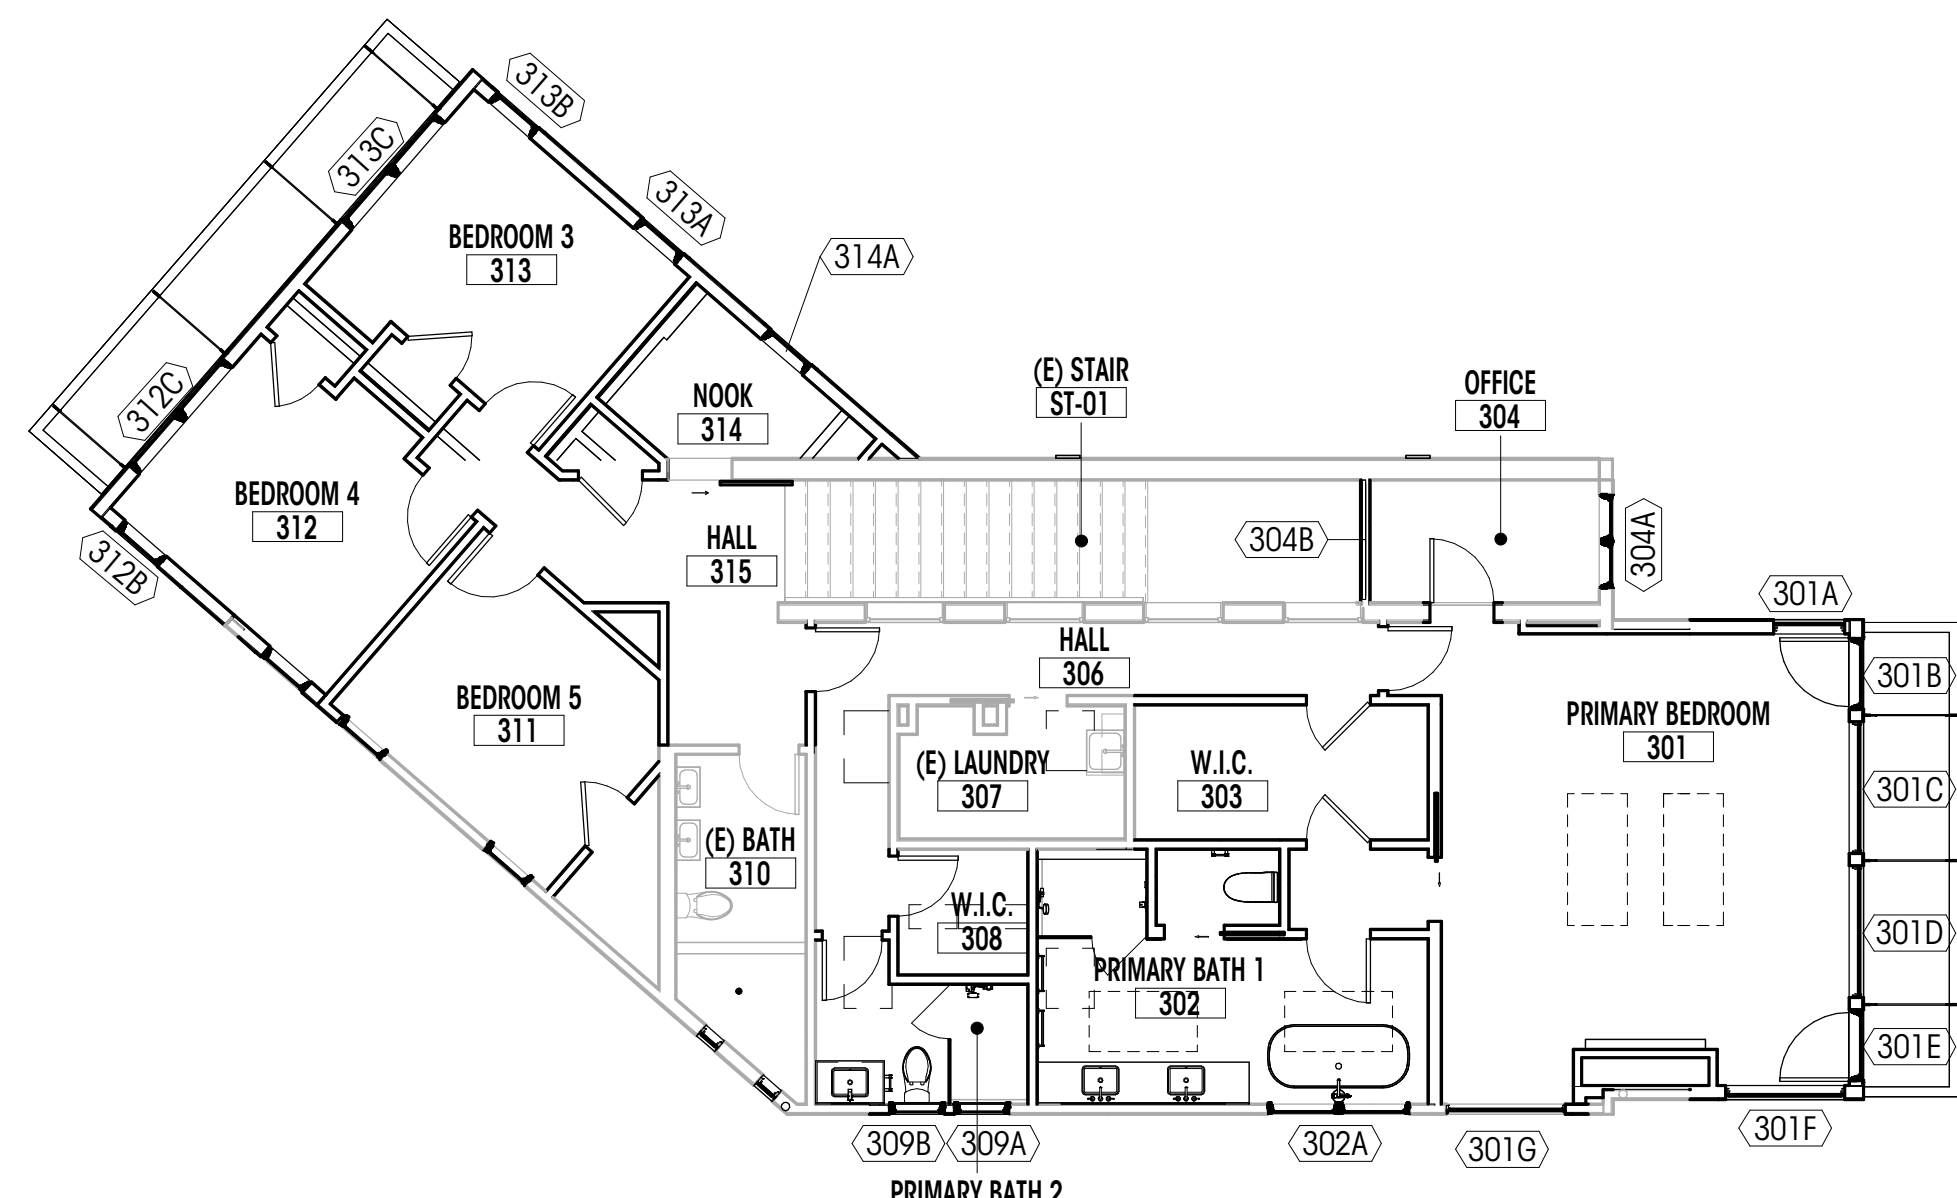 313B
313C
313A
BEDROOM 3
313
314A
312C
NOOK
314
(E) STAIR
ST-01
OFFICE
304
BEDROOM 4
312
312B
HALL
315
304B
304A
301A
HALL
306
301B
BEDROOM 5
311
PRIMARY BEDROOM
301
(E) LAUNDRY
307
W.I.C.
303
301C
(E) BATH
310
W.I.C.
308
301D
PRIMARY BATH 1
302
301E
309B
309A
302A
301G
301F
PRIMARY BATH 2